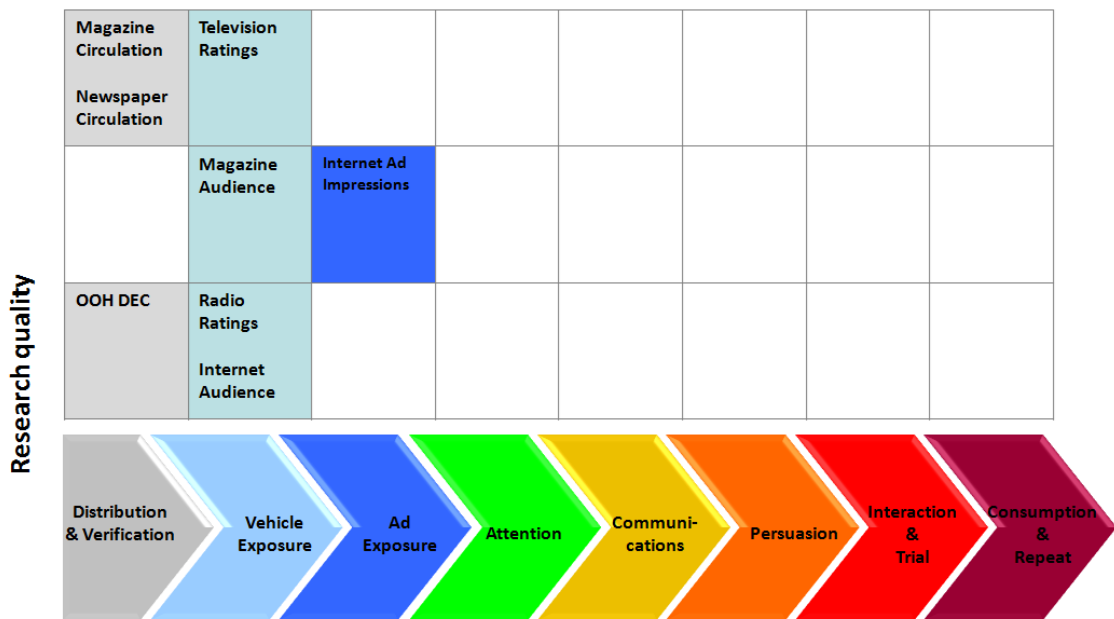 Magazine
Circulation
Newspaper
Circulation
Television
Ratings
Magazine
Audience
Internet Ad
Impressions
OOH DEC
Radio
Ratings
Internet
Audience
Research quality
Distribution
& Verification
Vehicle
Exposure
Ad
Exposure
Attention
Communi-
cations
Persuasion
Interaction
&
Trial
Consumption
&
Repeat